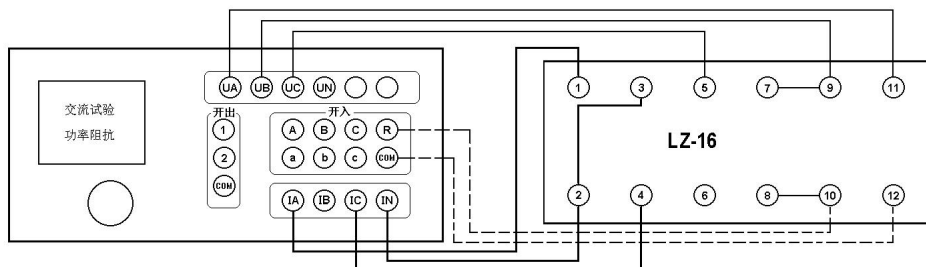 UA UB UC UN
1 3 5 7 9 11
交流试验
功率阻抗
开出
开入
1
A B C R
2
a b c COM
COM
LZ-16
IA IB IC IN
2 4 6 8 10 12